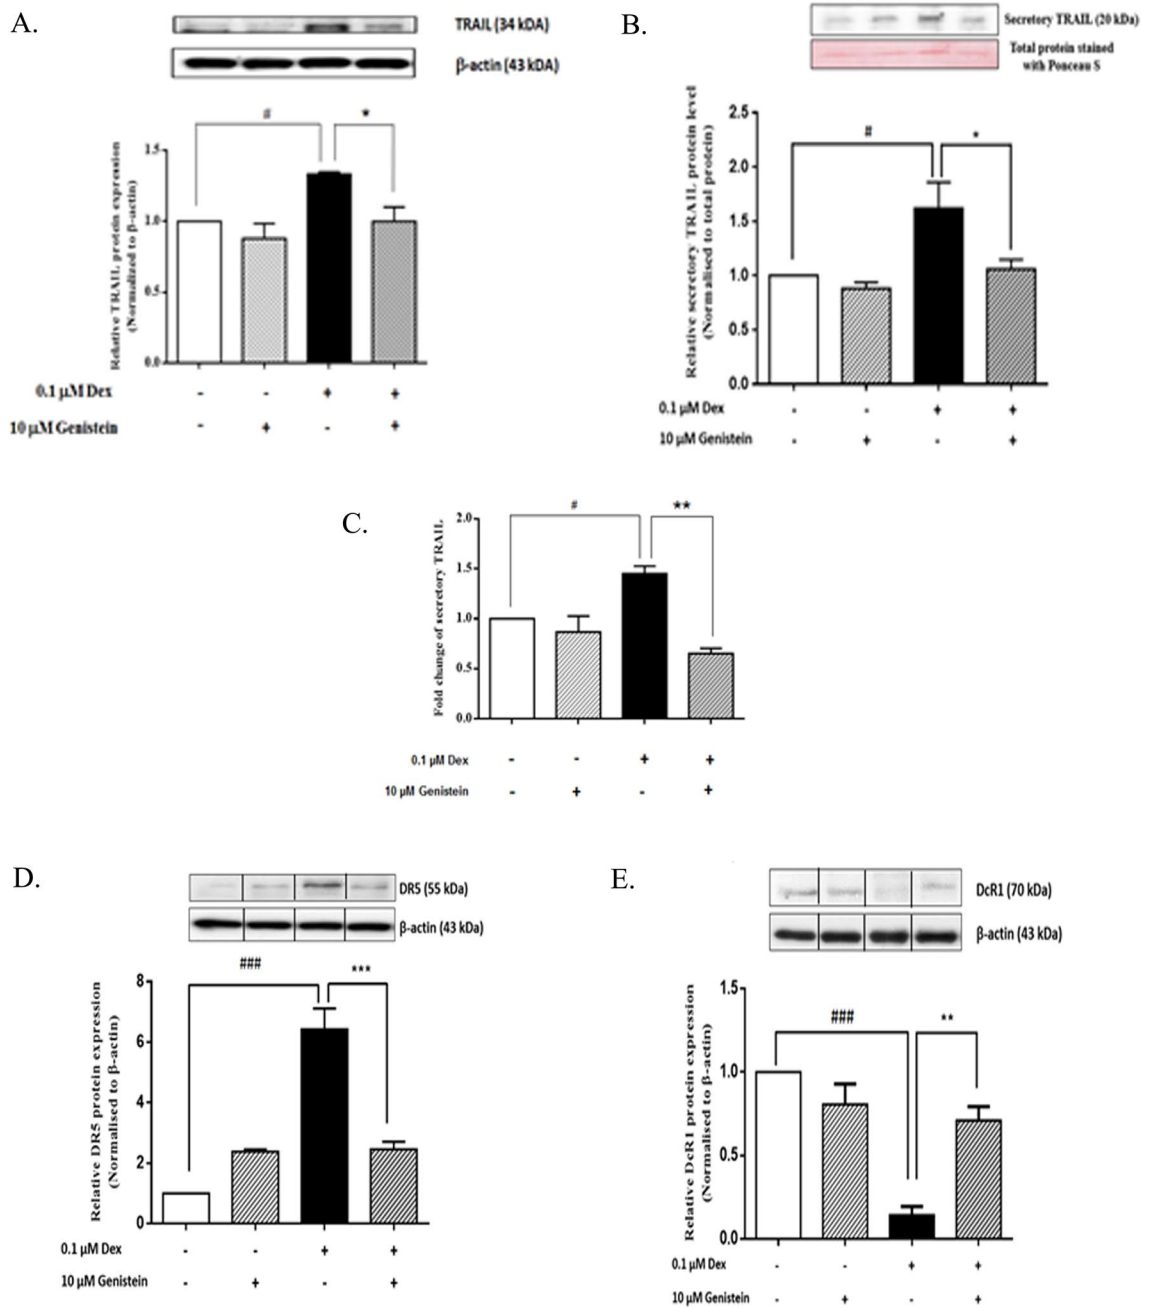 A.
TRAIL (34 kDA)
β-actin (43 kDA)
#
*
Relative TRAIL protein expression
(Normalized to β-actin)
1.5
1.0
0.5
0.0
0.1 μM Dex - - + +
10 μM Genistein - + - +
B.
Secretory TRAIL (20 kDa)
Total protein stained
with Ponceau S
#
*
Relative secretory TRAIL protein level
(Normalised to total protein)
2.5
2.0
1.5
1.0
0.5
0.0
0.1 μM Dex - - + +
10 μM Genistein - + - +
C.
#
**
Fold change of secretory TRAIL
2.0
1.5
1.0
0.5
0.0
0.1 μM Dex - - + +
10 μM Genistein - + - +
D.
DR5 (55 kDa)
β-actin (43 kDa)
###
***
Relative DR5 protein expression
(Normalised to β-actin)
8
6
4
2
0
0.1 μM Dex - - + +
10 μM Genistein - + - +
E.
DcR1 (70 kDa)
β-actin (43 kDa)
###
**
Relative DcR1 protein expression
(Normalised to β-actin)
1.5
1.0
0.5
0.0
0.1 μM Dex - - + +
10 μM Genistein - + - +